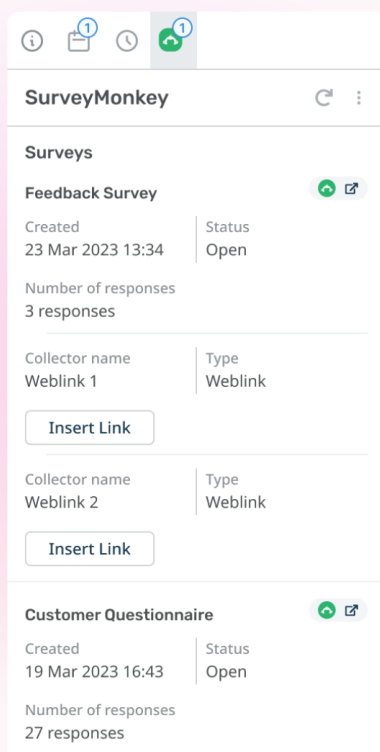 1
1
SurveyMonkey
Surveys
Feedback Survey
Created
Status
23 Mar 2023 13:34
Open
Number of responses
3 responses
Collector name
Type
Weblink 1
Weblink
Insert Link
Collector name
Type
Weblink 2
Weblink
Insert Link
Customer Questionnaire
Created
Status
19 Mar 2023 16:43
Open
Number of responses
27 responses